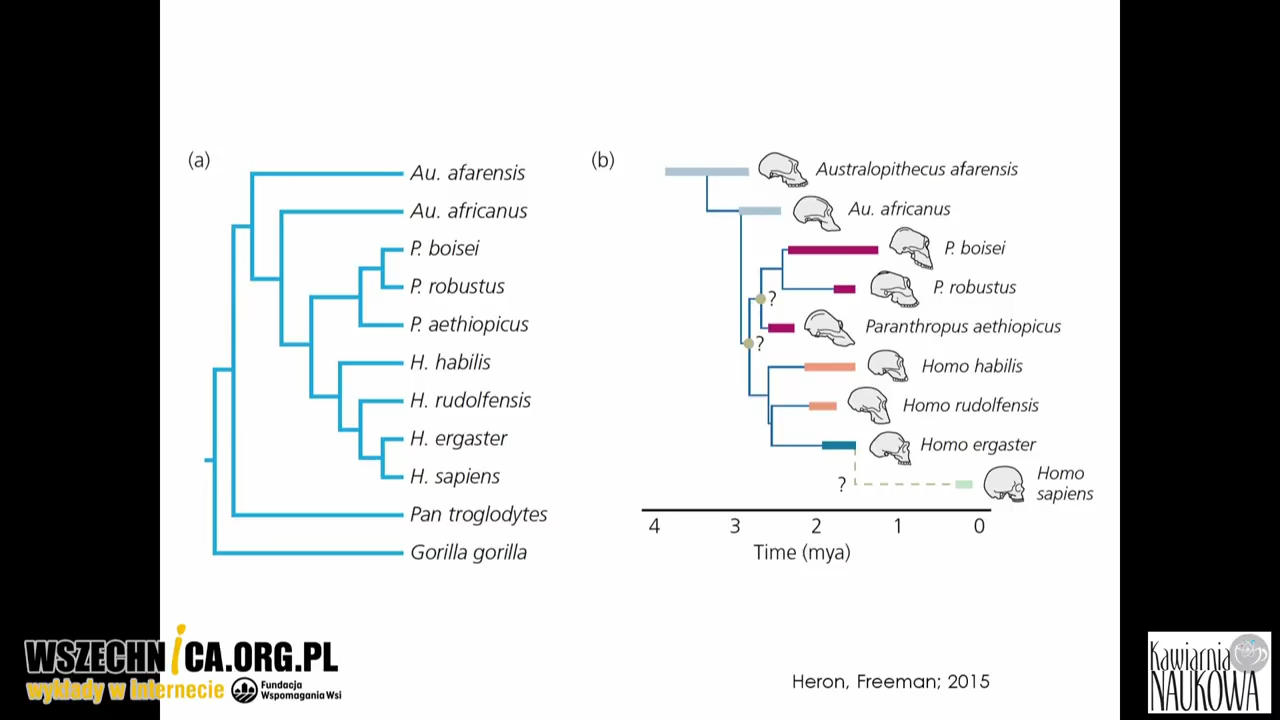 (a)
Au. afarensis
Au. africanus
P. boisei
P. robustus
P. aethiopicus
H. habilis
H. rudolfensis
H. ergaster
H. sapiens
Pan troglodytes
Gorilla gorilla
(b)
Australopithecus afarensis
Au. africanus
P. boisei
P. robustus
?
Paranthropus aethiopicus
?
Homo habilis
Homo rudolfensis
Homo ergaster
?
Homo
sapiens
4 3 2 1 0
Time (mya)
WSZECHNiCA.ORG.PL
wykłady w internecie
Fundacja
Wspomagania Wsi
Heron, Freeman; 2015
Kawiarnia
NAUKOWA